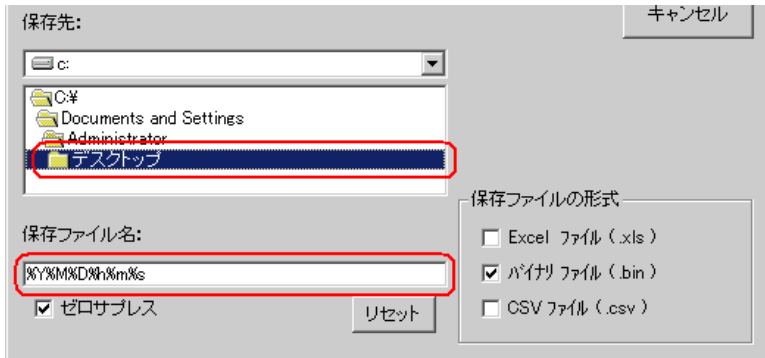 保存先:
キャンセル
c:
C:¥
Documents and Settings
Administrator
デスクトップ
保存ファイル名:
%Y%M%D%h%m%s
ゼロサプレス
リセット
保存ファイルの形式
Excel ファイル ( .xls )
バイナリ ファイル ( .bin )
CSV ファイル ( .csv )